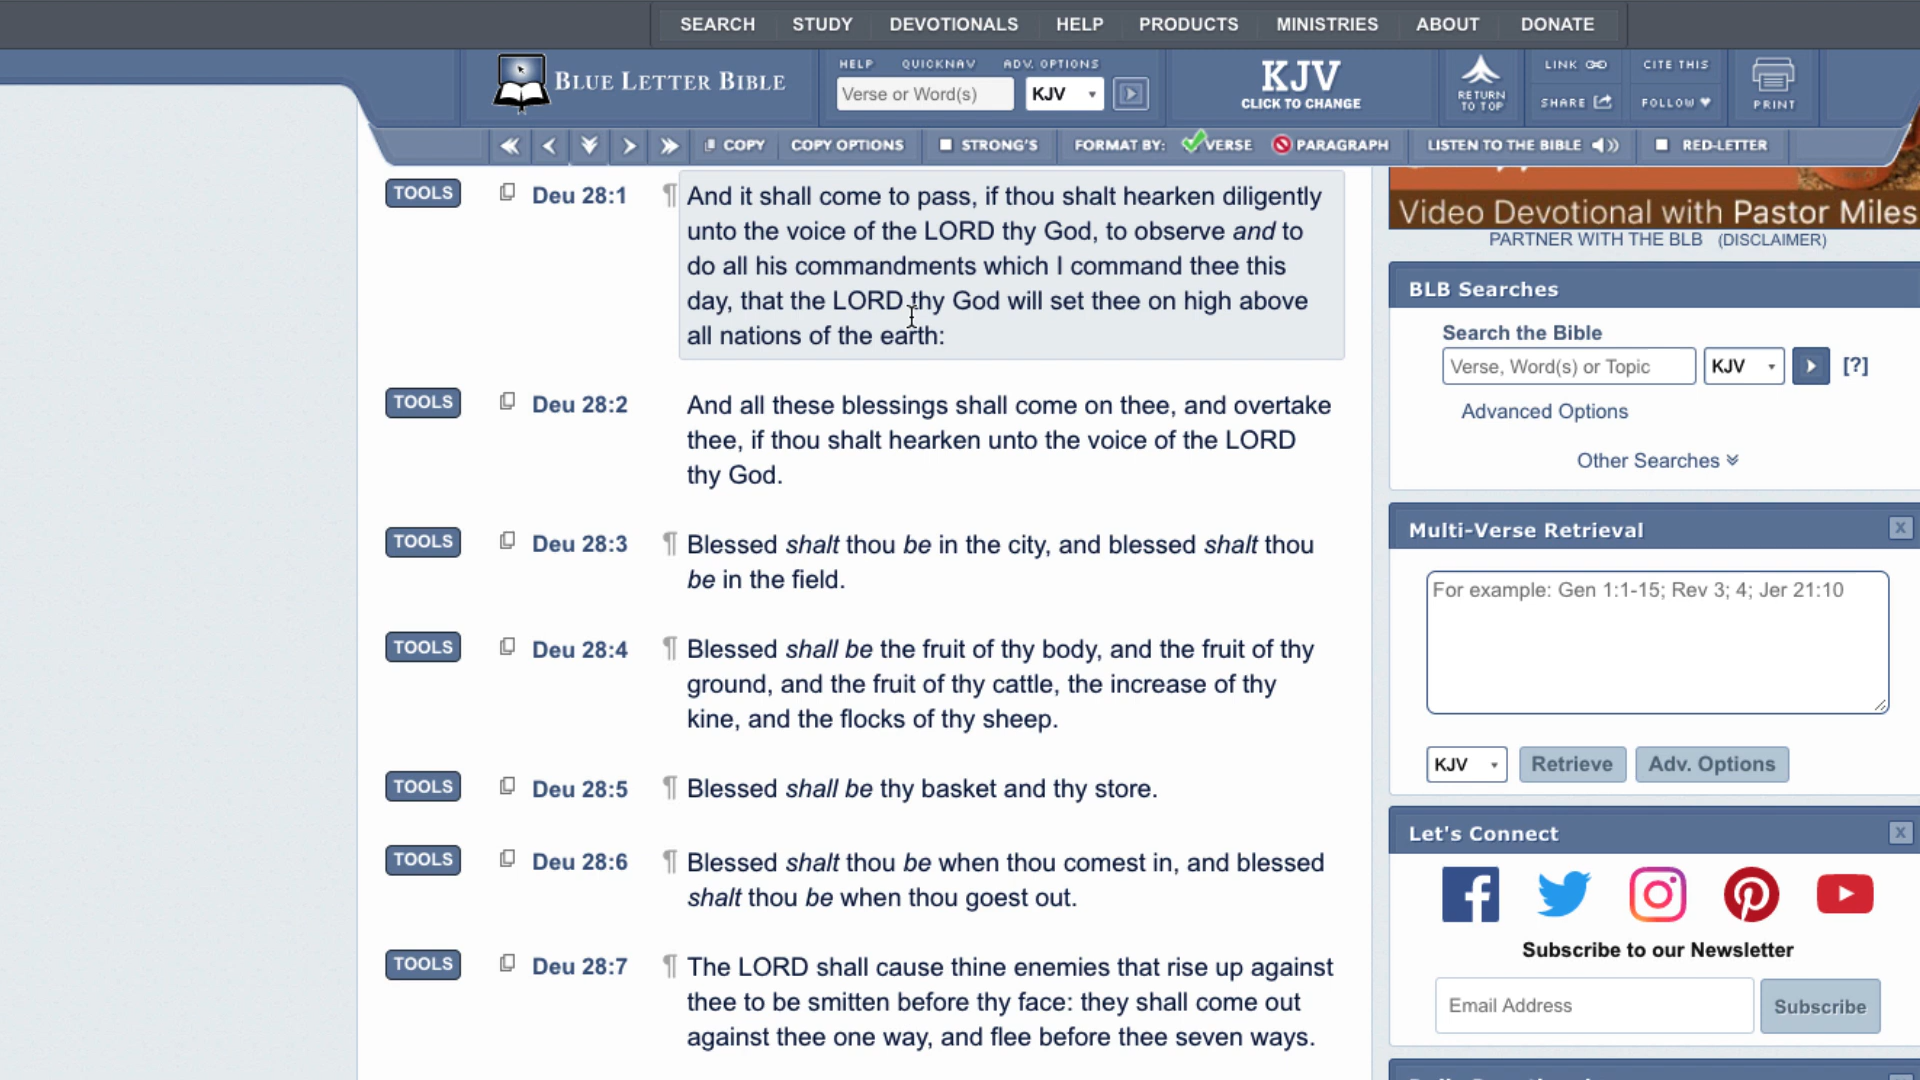 SEARCH STUDY DEVOTIONALS HELP PRODUCTS MINISTRIES ABOUT DONATE
BLUE LETTER BIBLE
HELP QUICKNAV ADV. OPTIONS
Verse or Word(s) KJV
KJV
CLICK TO CHANGE
RETURN
TO TOP
LINK
SHARE
CITE THIS
FOLLOW
PRINT
COPY COPY OPTIONS STRONG'S FORMAT BY: VERSE PARAGRAPH LISTEN TO THE BIBLE RED-LETTER
TOOLS Deu 28:1 ¶ And it shall come to pass, if thou shalt hearken diligently
unto the voice of the LORD thy God, to observe and to
do all his commandments which I command thee this
day, that the LORD thy God will set thee on high above
all nations of the earth:
TOOLS Deu 28:2 And all these blessings shall come on thee, and overtake
thee, if thou shalt hearken unto the voice of the LORD
thy God.
TOOLS Deu 28:3 ¶ Blessed shalt thou be in the city, and blessed shalt thou
be in the field.
TOOLS Deu 28:4 ¶ Blessed shall be the fruit of thy body, and the fruit of thy
ground, and the fruit of thy cattle, the increase of thy
kine, and the flocks of thy sheep.
TOOLS Deu 28:5 ¶ Blessed shall be thy basket and thy store.
TOOLS Deu 28:6 ¶ Blessed shalt thou be when thou comest in, and blessed
shalt thou be when thou goest out.
TOOLS Deu 28:7 ¶ The LORD shall cause thine enemies that rise up against
thee to be smitten before thy face: they shall come out
against thee one way, and flee before thee seven ways.
Video Devotional with Pastor Miles
PARTNER WITH THE BLB (DISCLAIMER)
BLB Searches
Search the Bible
Verse, Word(s) or Topic KJV [?]
Advanced Options
Other Searches
Multi-Verse Retrieval X
For example: Gen 1:1-15; Rev 3; 4; Jer 21:10
KJV Retrieve Adv. Options
Let's Connect X
Subscribe to our Newsletter
Email Address Subscribe